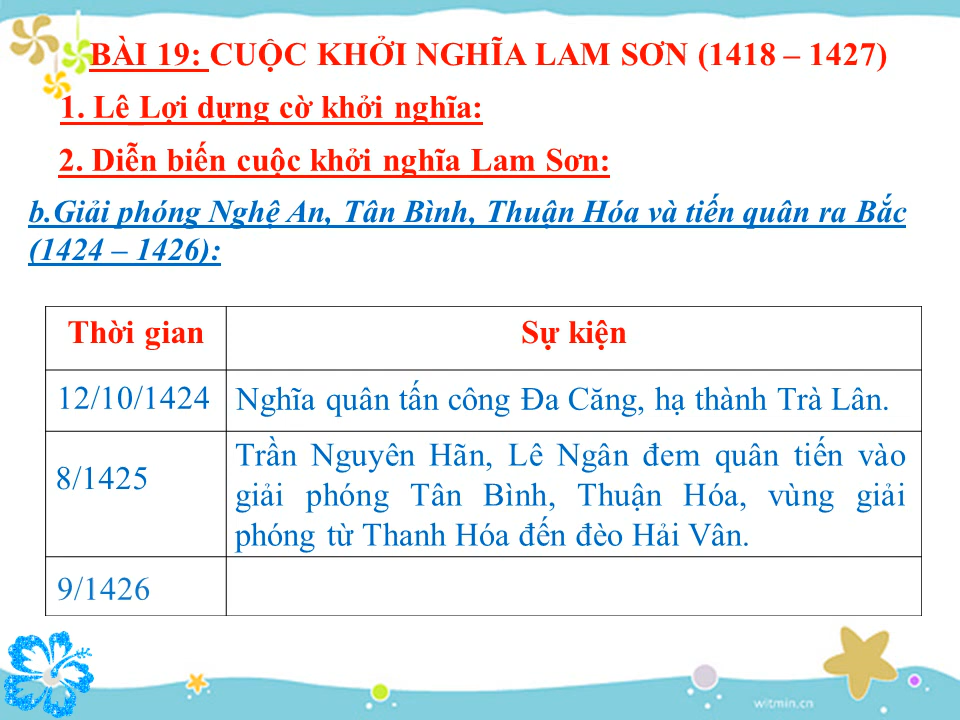 BÀI 19: CUỘC KHỞI NGHĨA LAM SƠN (1418 – 1427)
1. Lê Lợi dựng cờ khởi nghĩa:
2. Diễn biến cuộc khởi nghĩa Lam Sơn:
b.Giải phóng Nghệ An, Tân Bình, Thuận Hóa và tiến quân ra Bắc
(1424 – 1426):
Thời gian
Sự kiện
12/10/1424
Nghĩa quân tấn công Đa Căng, hạ thành Trà Lân.
8/1425
Trần Nguyên Hãn, Lê Ngân đem quân tiến vào
giải phóng Tân Bình, Thuận Hóa, vùng giải
phóng từ Thanh Hóa đến đèo Hải Vân.
9/1426
witmin.cn